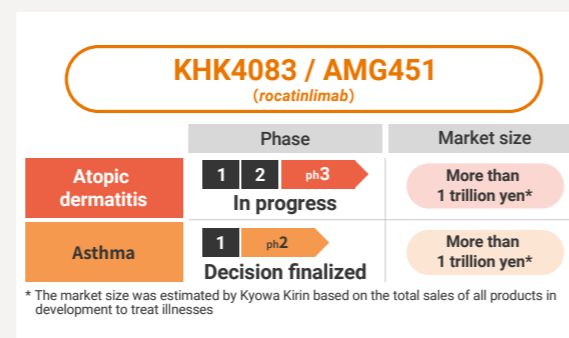 KHK4083 / AMG451
(rocatinlimab)
Phase
Market size
Atopic
dermatitis
1 2 ph3
In progress
More than
1 trillion yen*
Asthma
1 ph2
Decision finalized
More than
1 trillion yen*
* The market size was estimated by Kyowa Kirin based on the total sales of all products in
development to treat illnesses